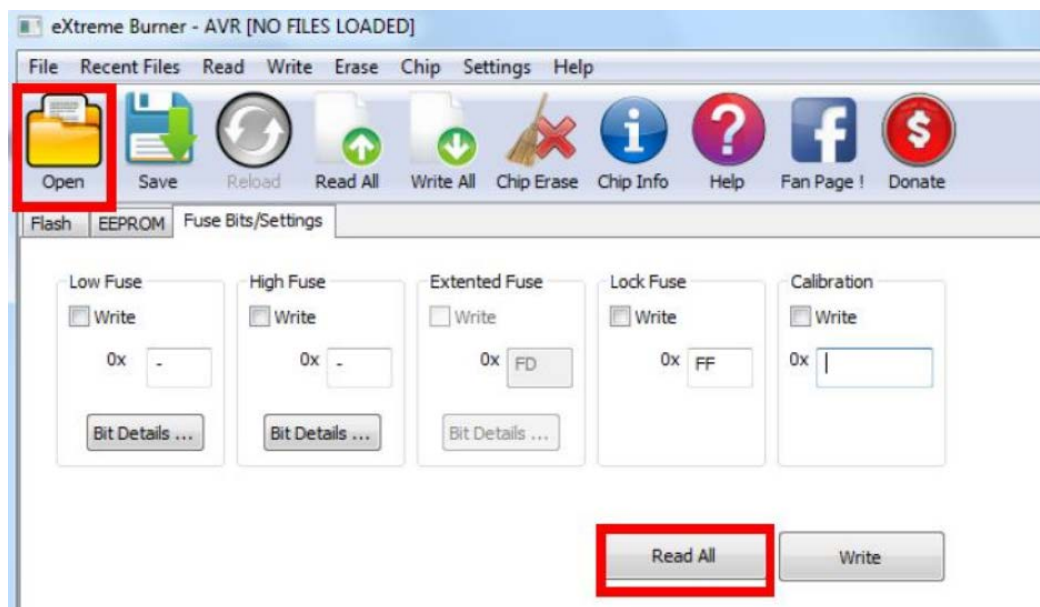 eXtreme Burner - AVR [NO FILES LOADED]
File Recent Files Read Write Erase Chip Settings Help
Open Save Reload Read All Write All Chip Erase Chip Info Help Fan Page ! Donate
Flash EEPROM Fuse Bits/Settings
Low Fuse High Fuse Extented Fuse Lock Fuse Calibration
Write Write Write Write Write
0x - 0x - 0x FD 0x FF 0x
Bit Details ... Bit Details ... Bit Details ...
Read All Write